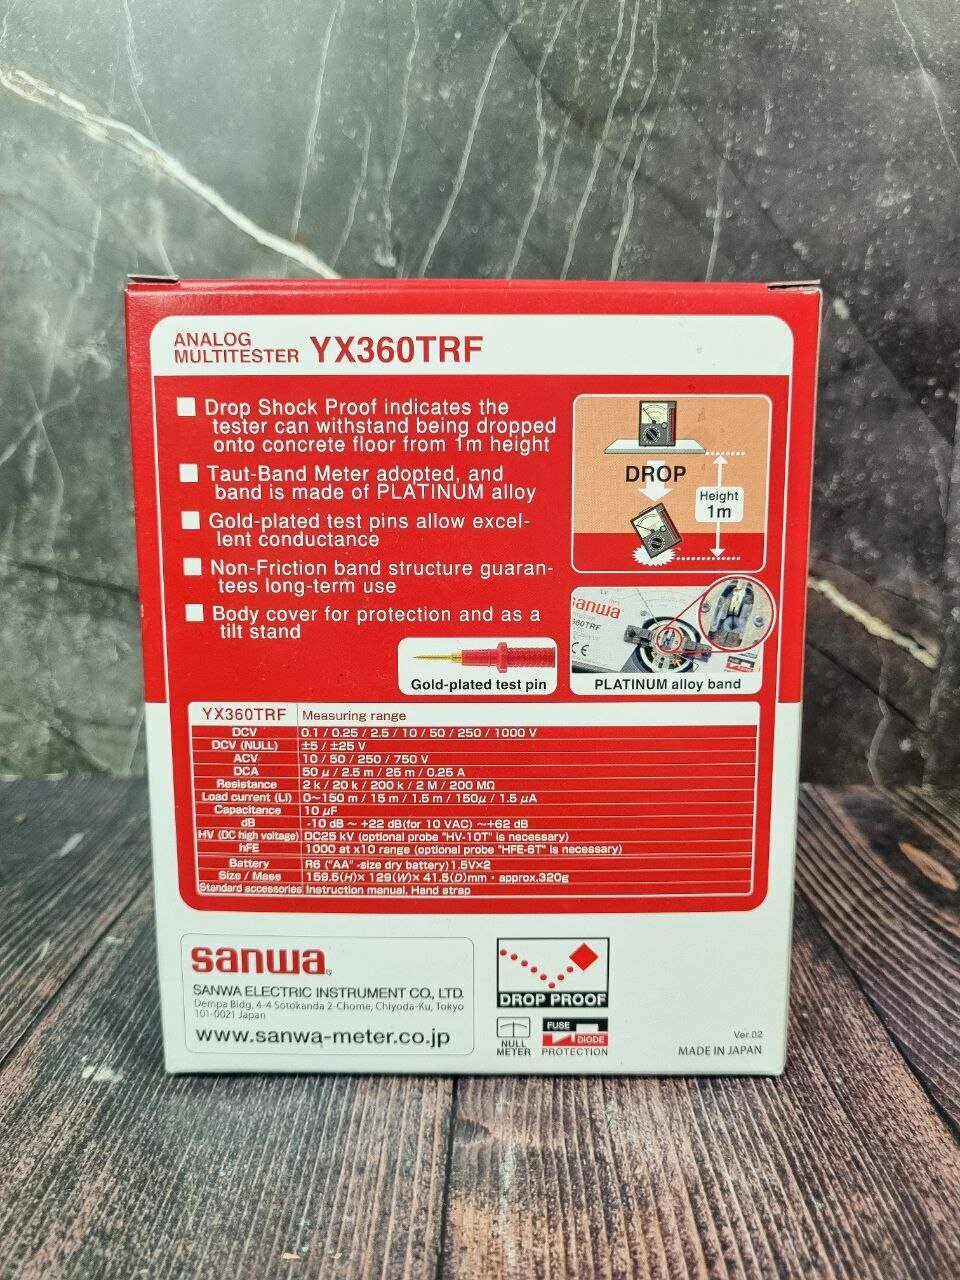 ANALOG
MULTITESTER YX360TRF
Drop Shock Proof indicates the
tester can withstand being dropped
onto concrete floor from 1m height
Taut-Band Meter adopted, and
band is made of PLATINUM alloy
Gold-plated test pins allow excel-
lent conductance
Non-Friction band structure guaran-
tees long-term use
Body cover for protection and as a
tilt stand
DROP
Height
1m
sanwa
360TRF
CE
Gold-plated test pin
PLATINUM alloy band
YX360TRF Measuring range
DCV 0.1 / 0.25 / 2.5 / 10 / 50 / 250 / 1000 V
DCV (NULL) ±5 / ±25 V
ACV 10 / 50 / 250 / 750 V
DCA 50 μ / 2.5 m / 25 m / 0.25 A
Resistance 2 k / 20 k / 200 k / 2 M / 200 MΩ
Load current (LI) 0~150 m / 15 m / 1.5 m / 150μ / 1.5 μA
Capacitance 10 μF
dB -10 dB ~ +22 dB(for 10 VAC) ~+62 dB
HV (DC high voltage) DC25 kV (optional probe "HV-10T" is necessary)
hFE 1000 at x10 range (optional probe "HFE-6T" is necessary)
Battery R6 ("AA" -size dry battery) 1.5V×2
Size / Mass 159.5(H)× 129(W)× 41.5(D)mm · approx.320g
Standard accessories Instruction manual, Hand strap
sanwa®
SANWA ELECTRIC INSTRUMENT CO., LTD.
Dempa Bldg, 4-4 Sotokanda 2-Chome, Chiyoda-Ku, Tokyo
101-0021 Japan
www.sanwa-meter.co.jp
DROP PROOF
NULL
METER
FUSE
DIODE
PROTECTION
Ver.02
MADE IN JAPAN